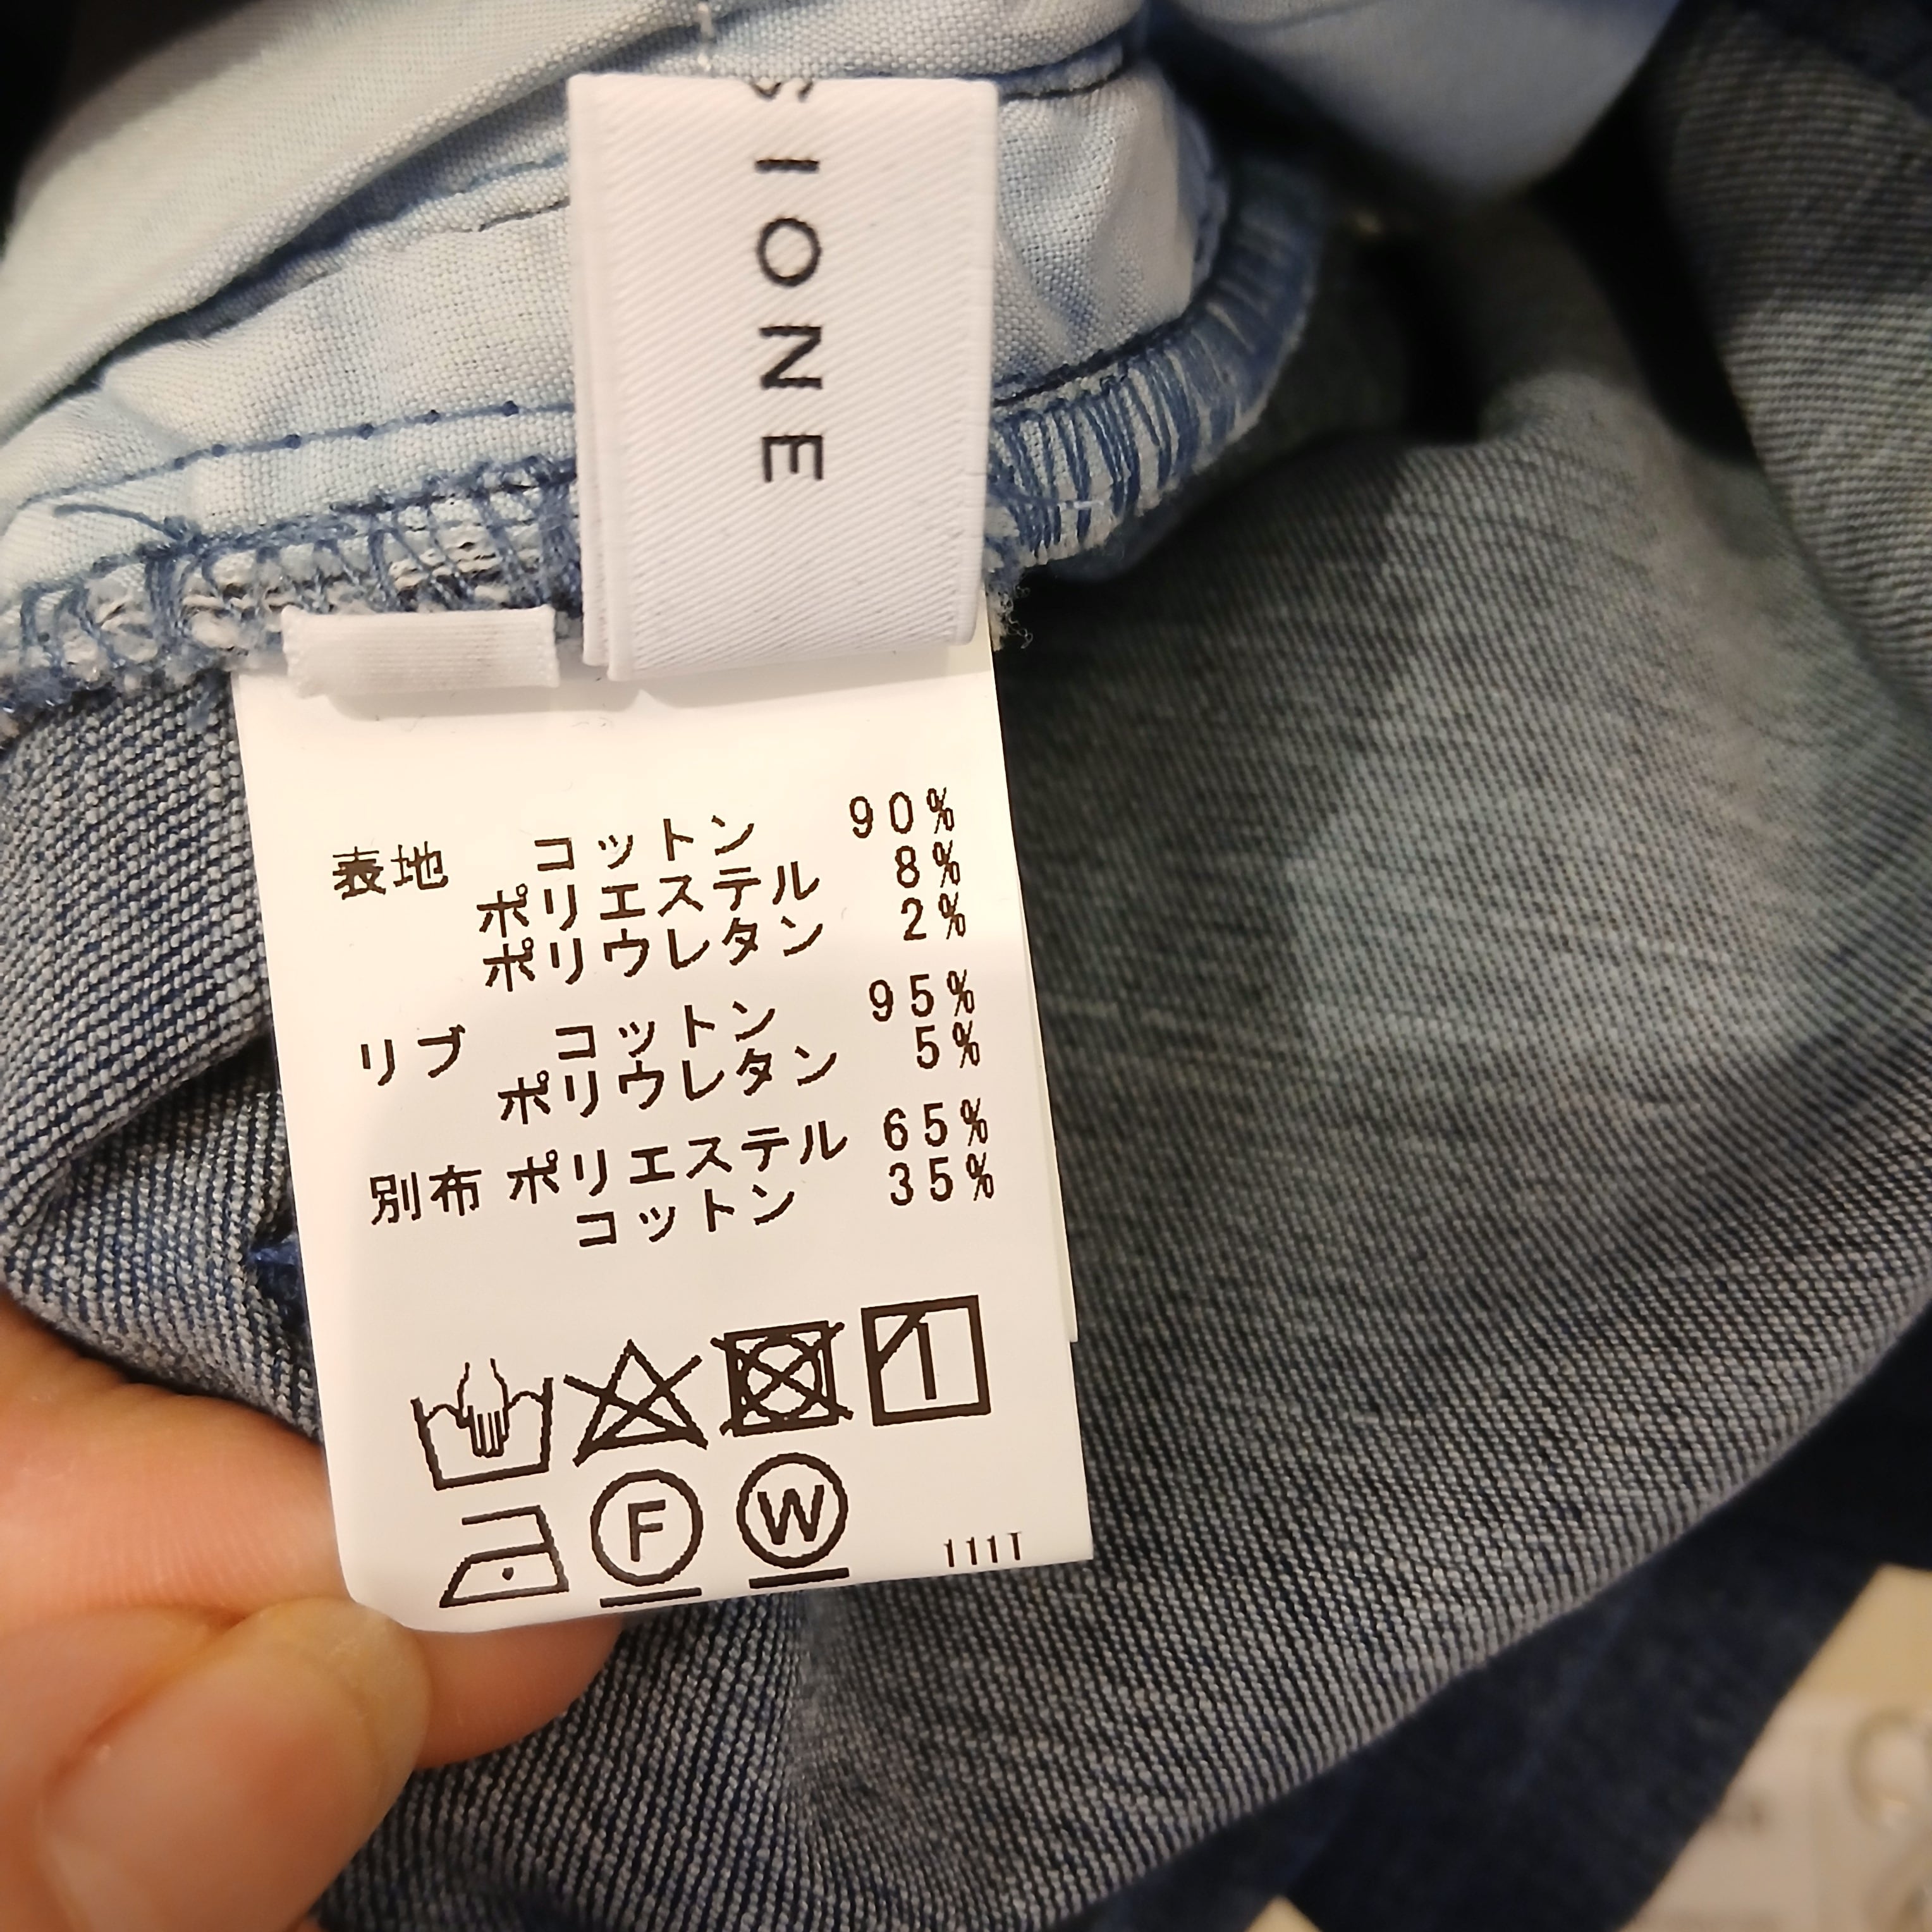 SIONE
表地 コットン 90%
ポリエステル 8%
ポリウレタン 2%
リブ コットン 95%
ポリウレタン 5%
別布 ポリエステル 65%
コットン 35%
F W
111T